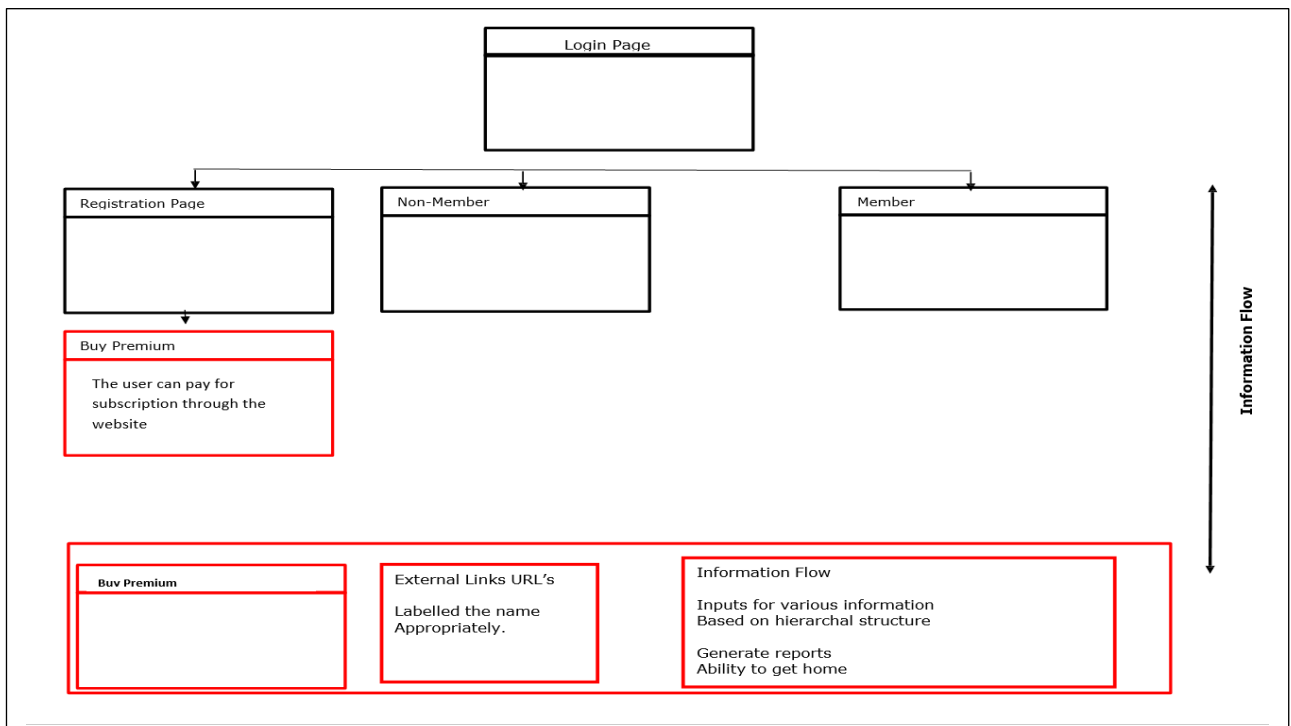 Login Page
Registration Page
Non-Member
Member
Buy Premium
The user can pay for
subscription through the
website
Information Flow
Buy Premium
External Links URL's
Labelled the name
Appropriately.
Information Flow
Inputs for various information
Based on hierarchal structure
Generate reports
Ability to get home